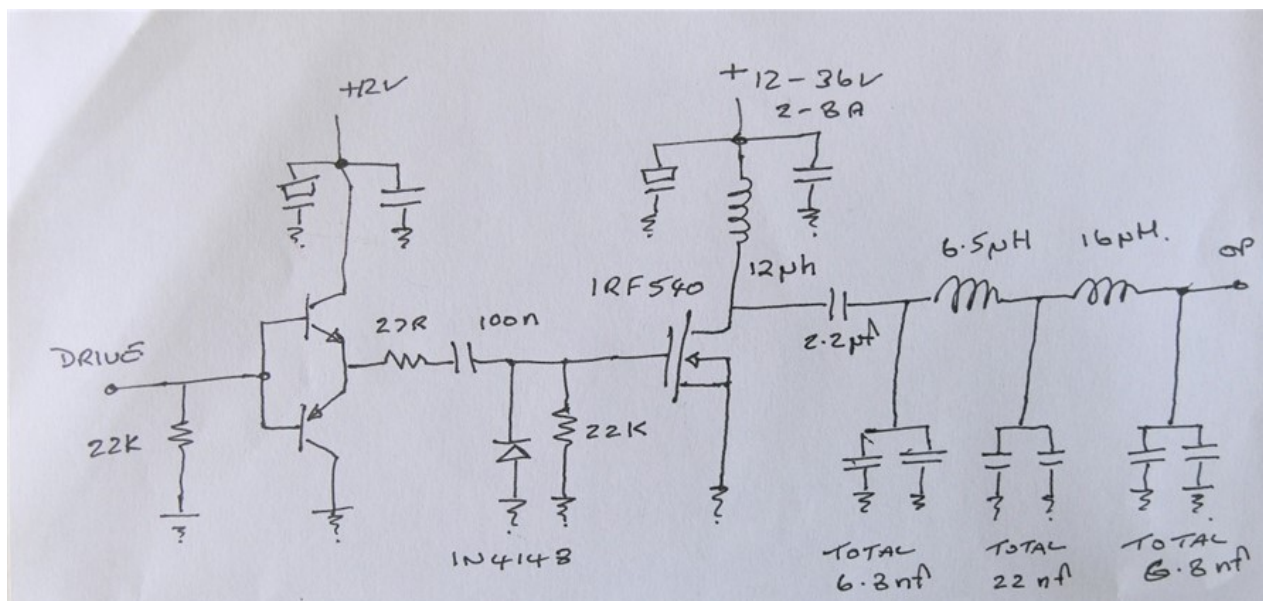 +12V
+ 12-36V
2-8A
6.5µH
16µH.
OP
12µh
IRF540
27R
100n
2.2µf
DRIVE
22K
22K
1N4148
TOTAL
6.8nf
TOTAL
22nf
TOTAL
6.8nf